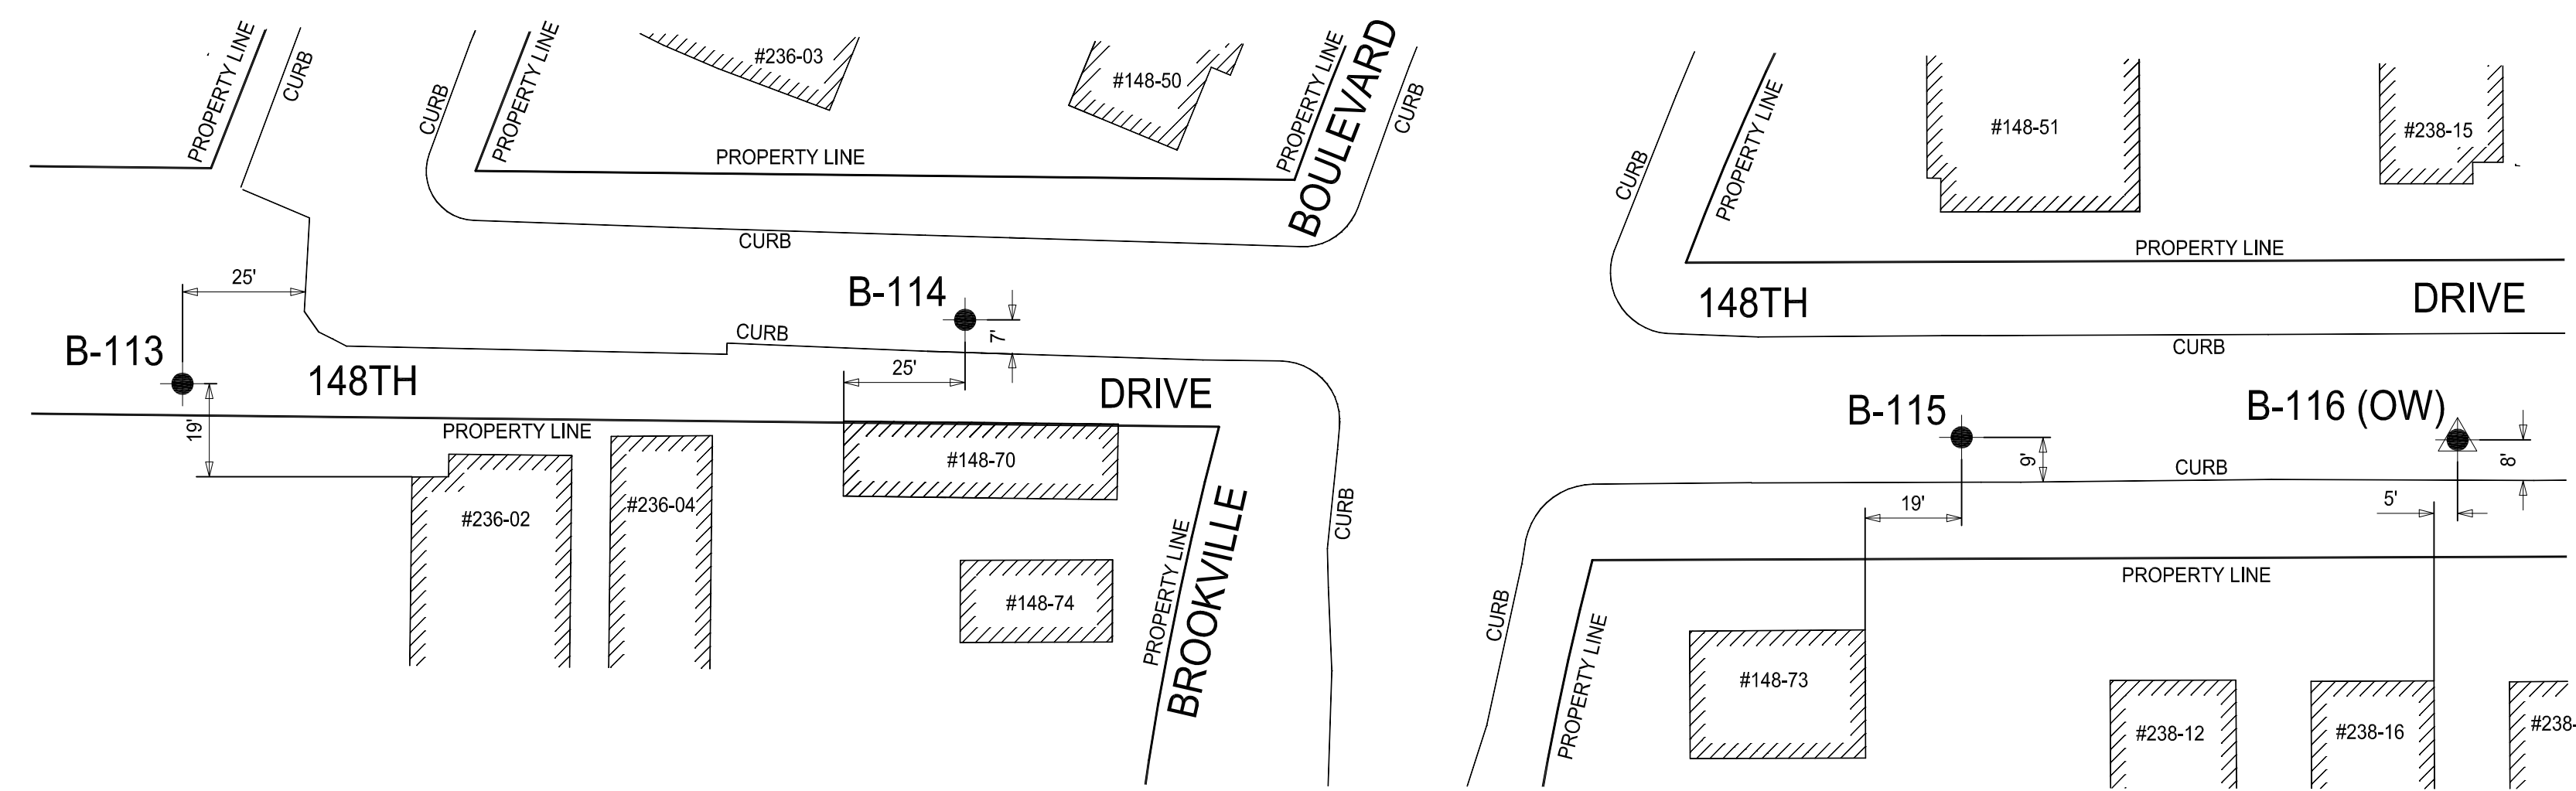 PROPERTY LINE
CURB
CURB
PROPERTY LINE
#236-03
#148-50
PROPERTY LINE
BOULEVARD
CURB
PROPERTY LINE
CURB
CURB
PROPERTY LINE
#148-51
#238-15
PROPERTY LINE
25'
B-113
19'
148TH
B-114
7'
CURB
25'
DRIVE
PROPERTY LINE
#236-02
#236-04
#148-70
#148-74
PROPERTY LINE
BROOKVILLE
CURB
148TH
DRIVE
CURB
B-115
9'
19'
B-116 (OW)
8'
5'
CURB
PROPERTY LINE
CURB
PROPERTY LINE
#148-73
#238-12
#238-16
#238-